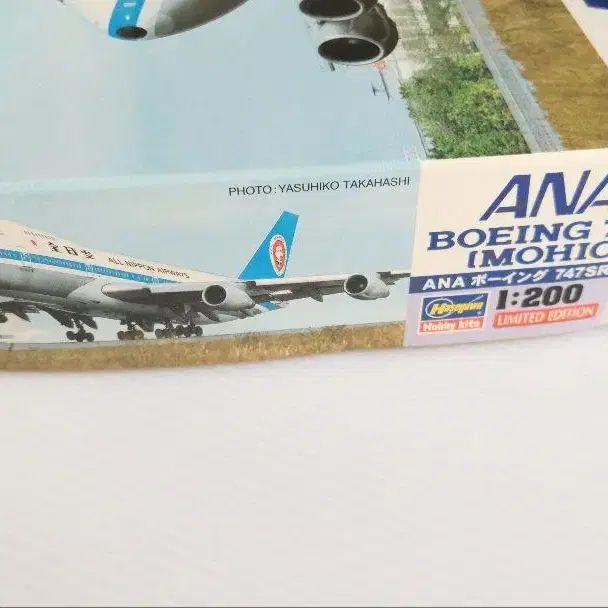 PHOTO: YASUHIKO TAKAHASHI
全日空
ALL NIPPON AIRWAYS
ANA
BOEING 7
(MOHIC
ANA ボーイング 747SR
Hasegawa
Hobby kits
1:200
LIMITED EDITION